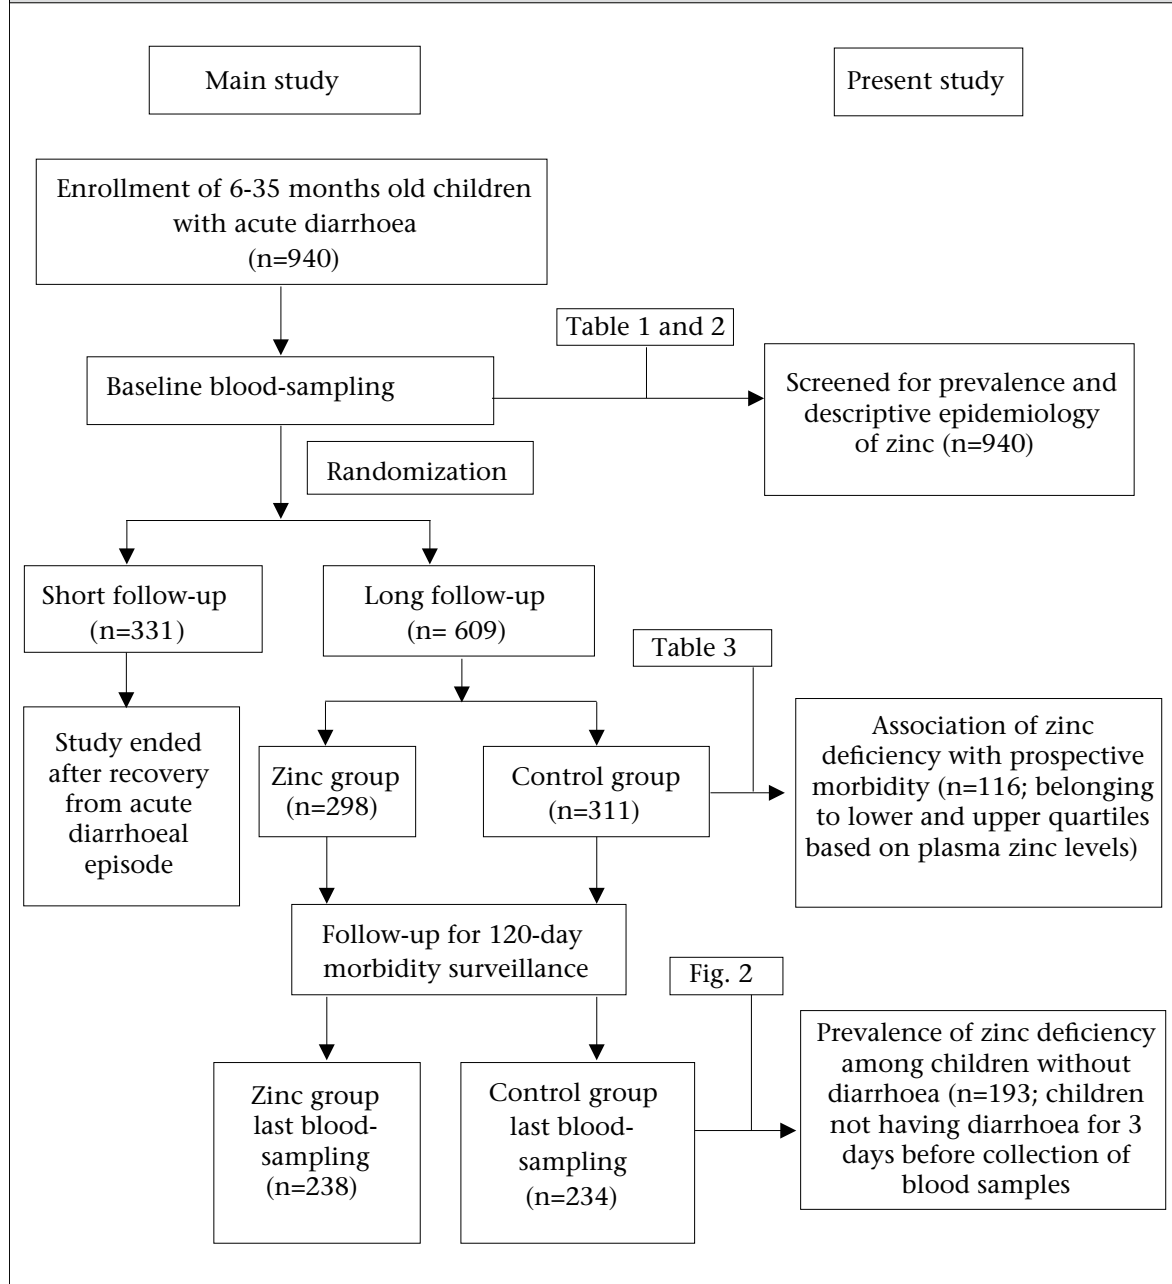 Main study
Present study
Enrollment of 6-35 months old children
with acute diarrhoea
(n=940)
Table 1 and 2
Baseline blood-sampling
Screened for prevalence and
descriptive epidemiology
of zinc (n=940)
Randomization
Short follow-up
(n=331)
Long follow-up
(n= 609)
Table 3
Study ended
after recovery
from acute
diarrhoeal
episode
Zinc group
(n=298)
Control group
(n=311)
Association of zinc
deficiency with prospective
morbidity (n=116; belonging
to lower and upper quartiles
based on plasma zinc levels)
Follow-up for 120-day
morbidity surveillance
Fig. 2
Zinc group
last blood-
sampling
(n=238)
Control group
last blood-
sampling
(n=234)
Prevalence of zinc deficiency
among children without
diarrhoea (n=193; children
not having diarrhoea for 3
days before collection of
blood samples